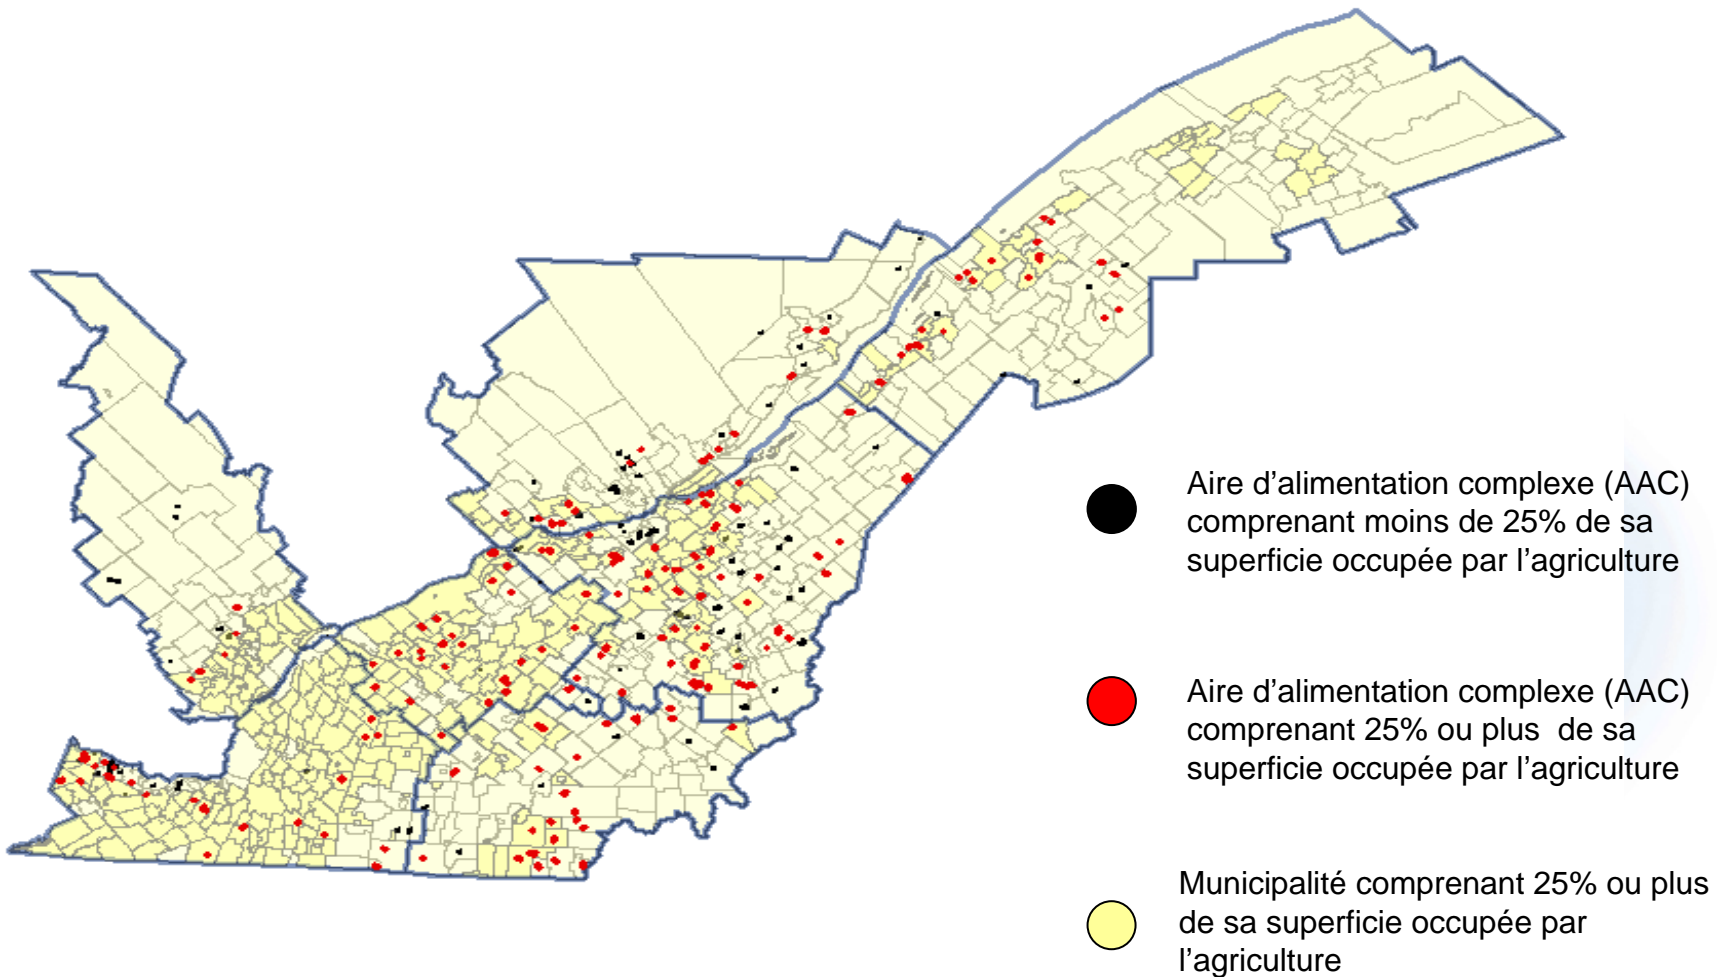 Aire d’alimentation complexe (AAC)
comprenant moins de 25% de sa
superficie occupée par l’agriculture
Aire d’alimentation complexe (AAC)
comprenant 25% ou plus  de sa
superficie occupée par l’agriculture
Municipalité comprenant 25% ou plus
de sa superficie occupée par
l’agriculture